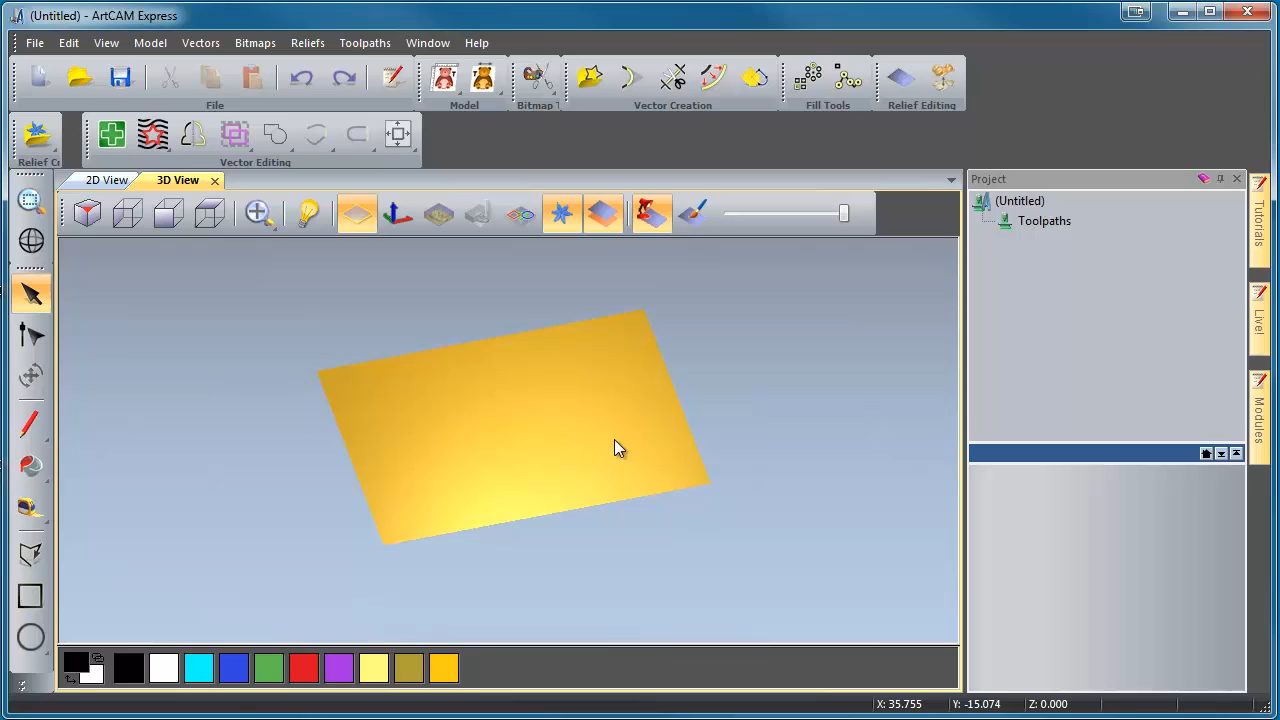 (Untitled) - ArtCAM Express
File Edit View Model Vectors Bitmaps Reliefs Toolpaths Window Help
File Model Bitmap T Vector Creation Fill Tools Relief Editing
Relief Cr Vector Editing
2D View 3D View Project
(Untitled)
Toolpaths
Tutorials
Live!
Modules
X: 35.755 Y: -15.074 Z: 0.000